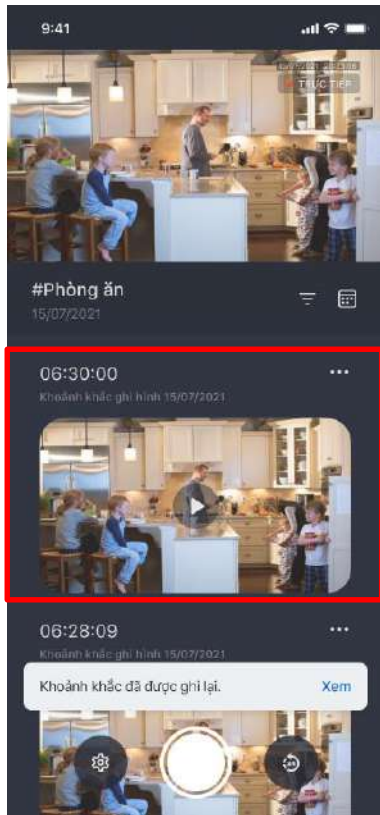 9:41
TRỰC TIẾP
#Phòng ăn
15/07/2021
06:30:00
Khoảnh khắc ghi hình 15/07/2021
06:28:09
Khoảnh khắc ghi hình 15/07/2021
Khoảnh khắc đã được ghi lại.
Xem